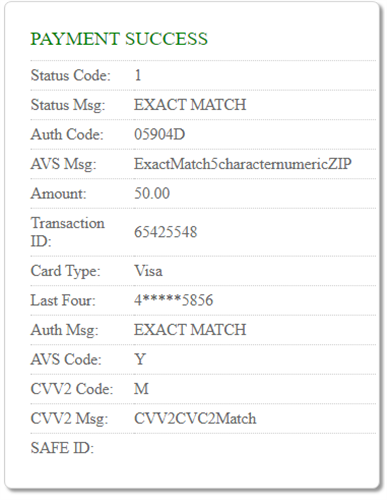 PAYMENT SUCCESS
Status Code: 1
Status Msg: EXACT MATCH
Auth Code: 05904D
AVS Msg: ExactMatch5characternumericZIP
Amount: 50.00
Transaction
ID: 65425548
Card Type: Visa
Last Four: 4*****5856
Auth Msg: EXACT MATCH
AVS Code: Y
CVV2 Code: M
CVV2 Msg: CVV2CVC2Match
SAFE ID: